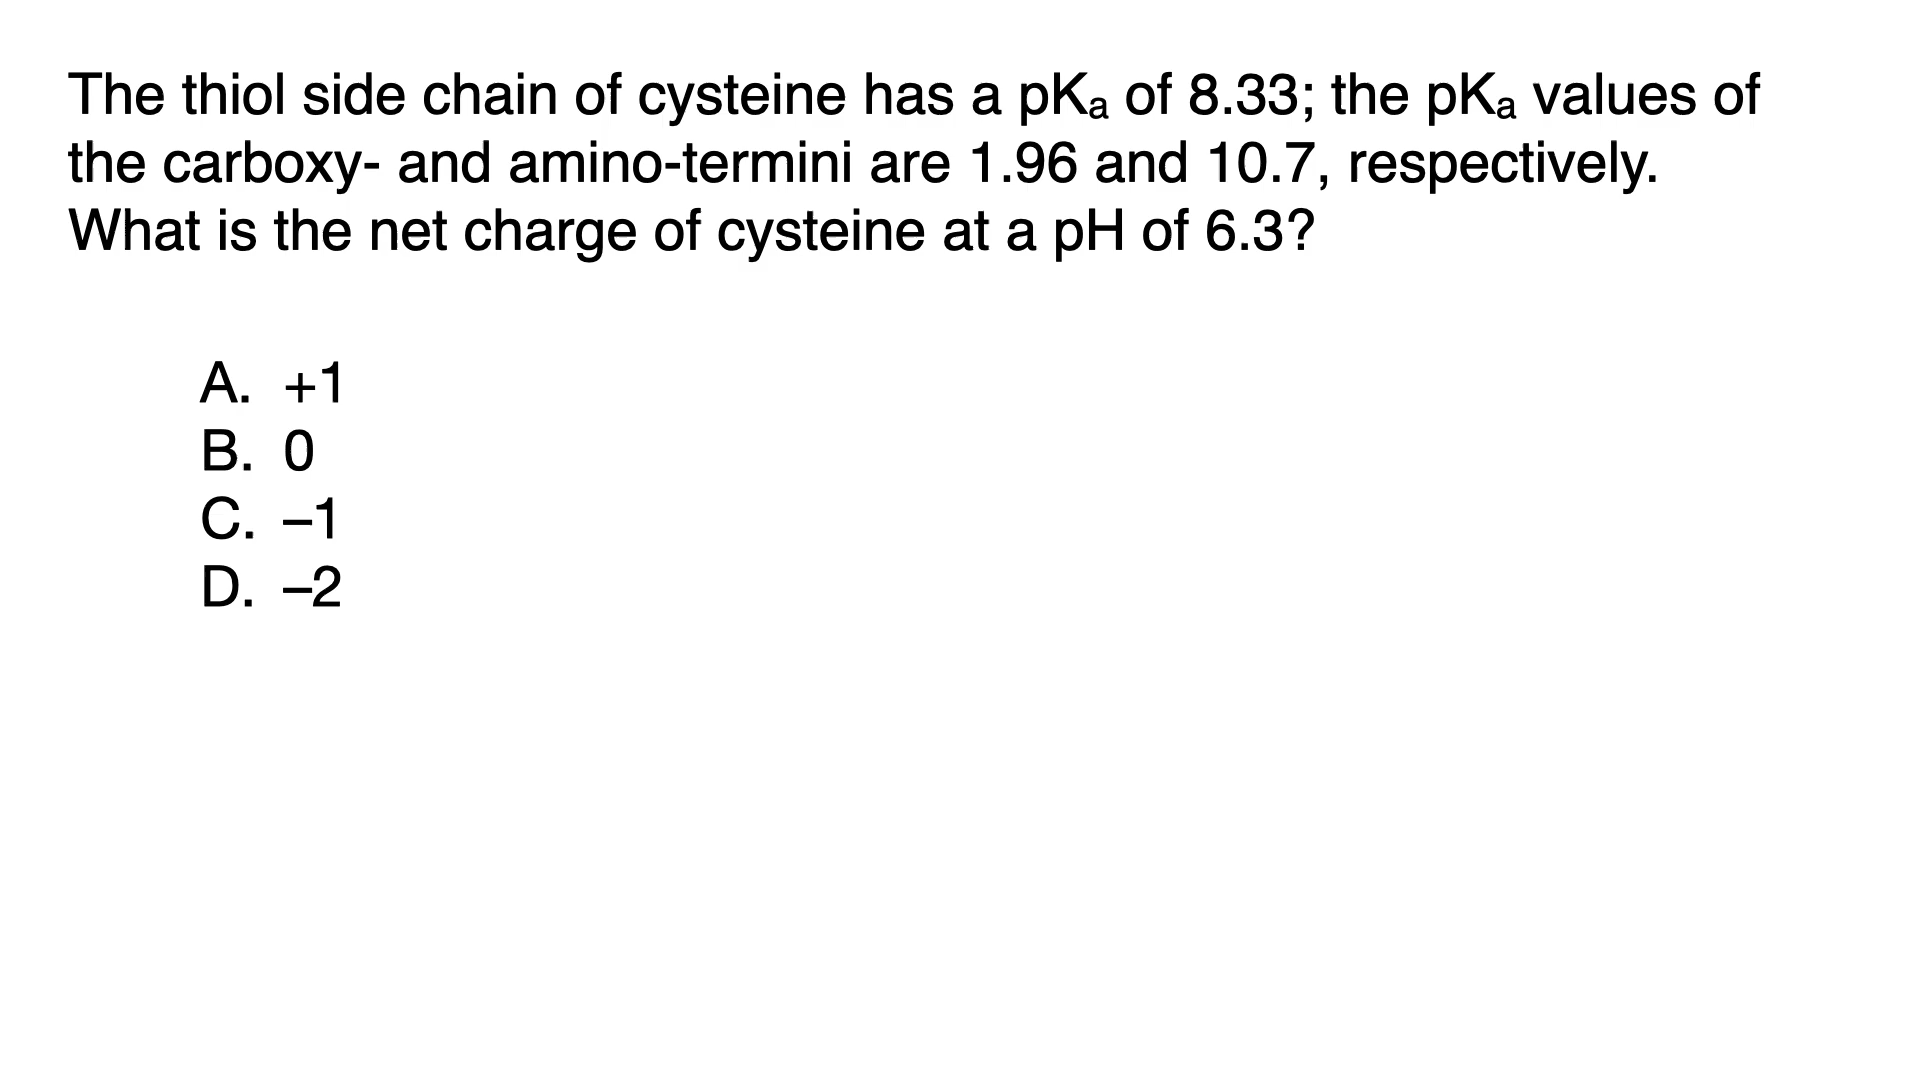 The thiol side chain of cysteine has a pKₐ of 8.33; the pKₐ values of
the carboxy- and amino-termini are 1.96 and 10.7, respectively.
What is the net charge of cysteine at a pH of 6.3?
A. +1
B. 0
C. –1
D. –2